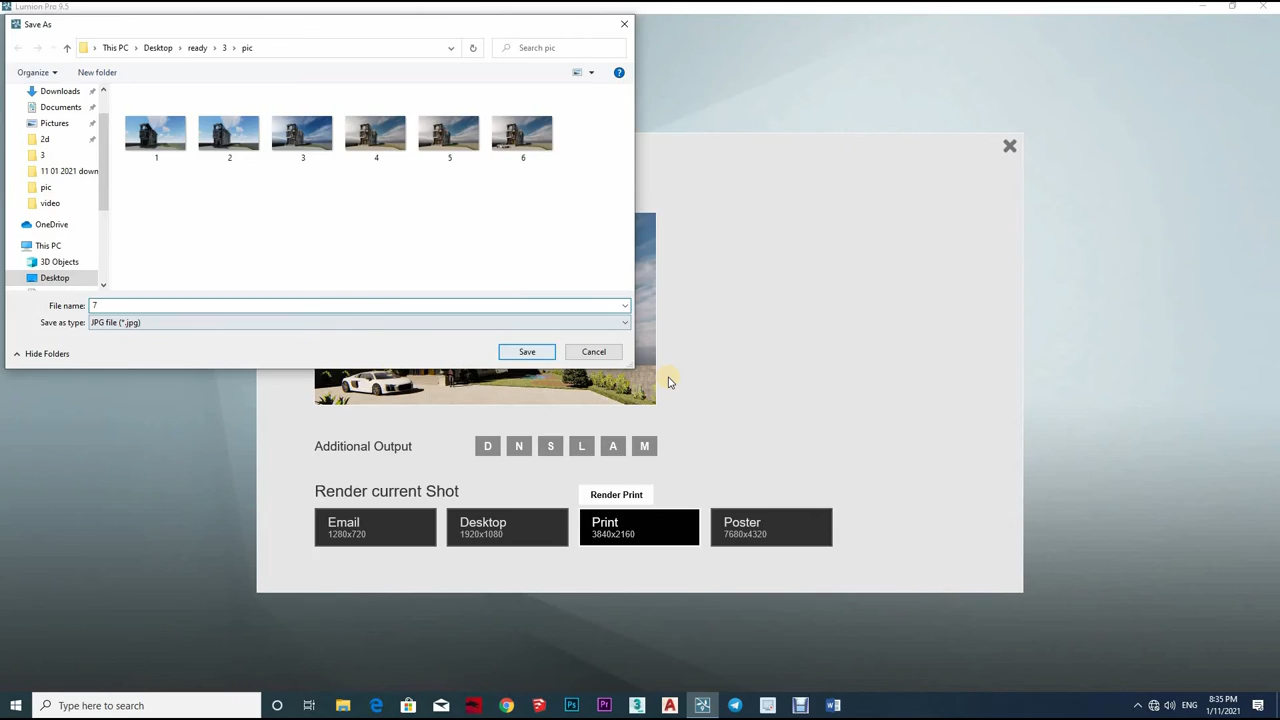 Lumion Pro 9.5
Save As
This PC
Desktop
ready
3
pic
Search pic
Organize
New folder
Downloads
Documents
Pictures
2d
3
11 01 2021 down
pic
video
OneDrive
This PC
3D Objects
Desktop
1
2
3
4
5
6
File name: 7
Save as type: JPG file (*.jpg)
Hide Folders
Save
Cancel
Additional Output
D N S L A M
Render current Shot
Render Print
Email
1280x720
Desktop
1920x1080
Print
3840x2160
Poster
7680x4320
Type here to search
ENG
8:35 PM
1/11/2021